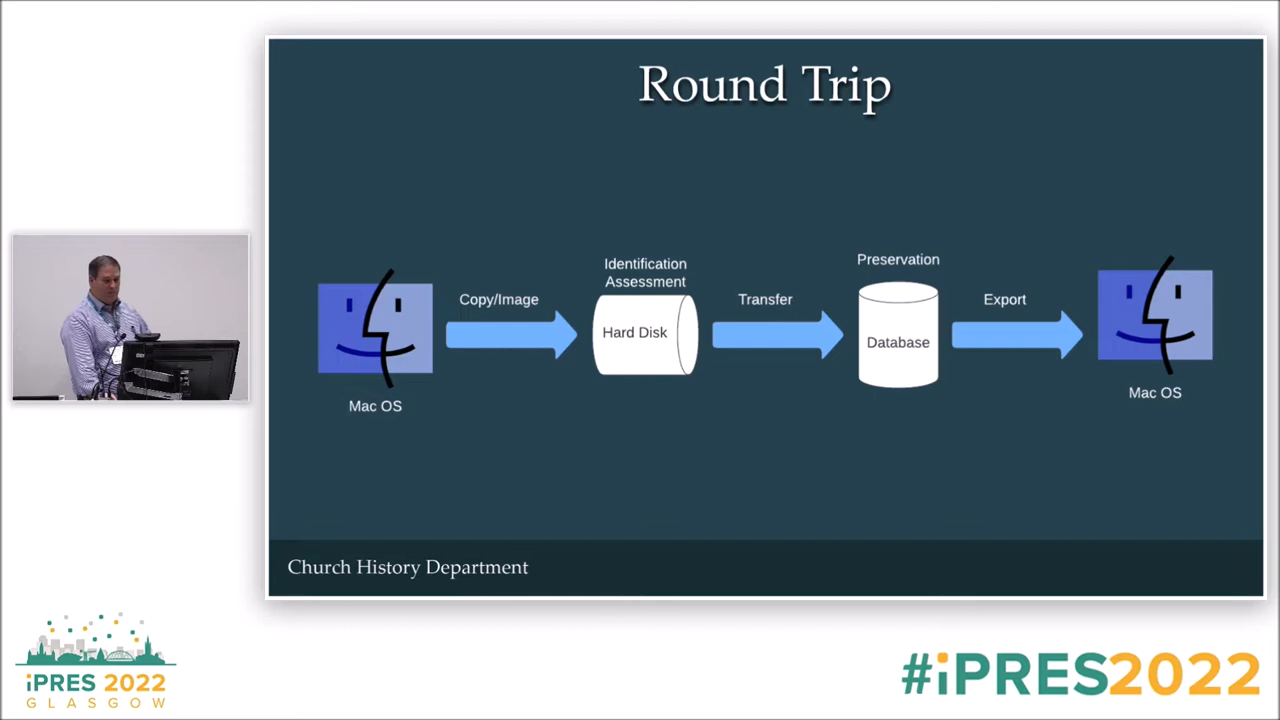 Round Trip
Identification
Assessment
Preservation
Copy/Image
Transfer
Export
Hard Disk
Database
Mac OS
Mac OS
Church History Department
iPRES 2022
GLASGOW
#iPRES2022